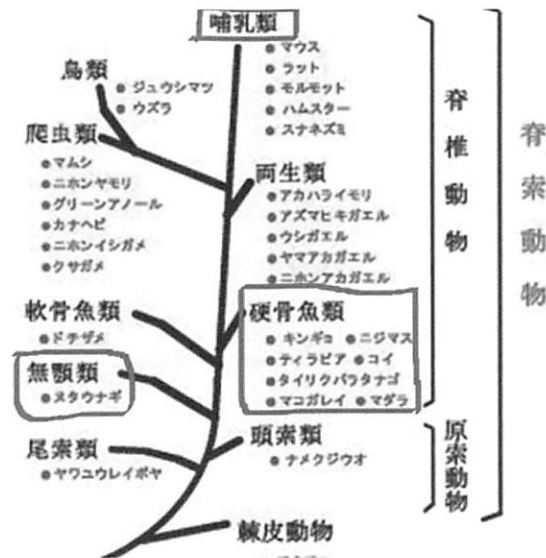 哺乳類
● マウス
● ラット
● モルモット
● ハムスター
● スナネズミ
鳥類
● ジュウシマツ
● ウズラ
爬虫類
● マムシ
● ニホンヤモリ
● グリーンアノール
● カナヘビ
● ニホンイシガメ
● クサガメ
両生類
● アカハライモリ
● アズマヒキガエル
● ウシガエル
● ヤマアカガエル
● ニホンアカガエル
軟骨魚類
● ドチザメ
硬骨魚類
● キンギョ ● ニジマス
● ティラピア ● コイ
● タイリクバラタナゴ
● マコガレイ ● マダラ
無顎類
● ヌタウナギ
尾索類
● ヤワユウレイボヤ
頭索類
● ナメクジウオ
棘皮動物
脊椎動物
原索動物
脊索動物